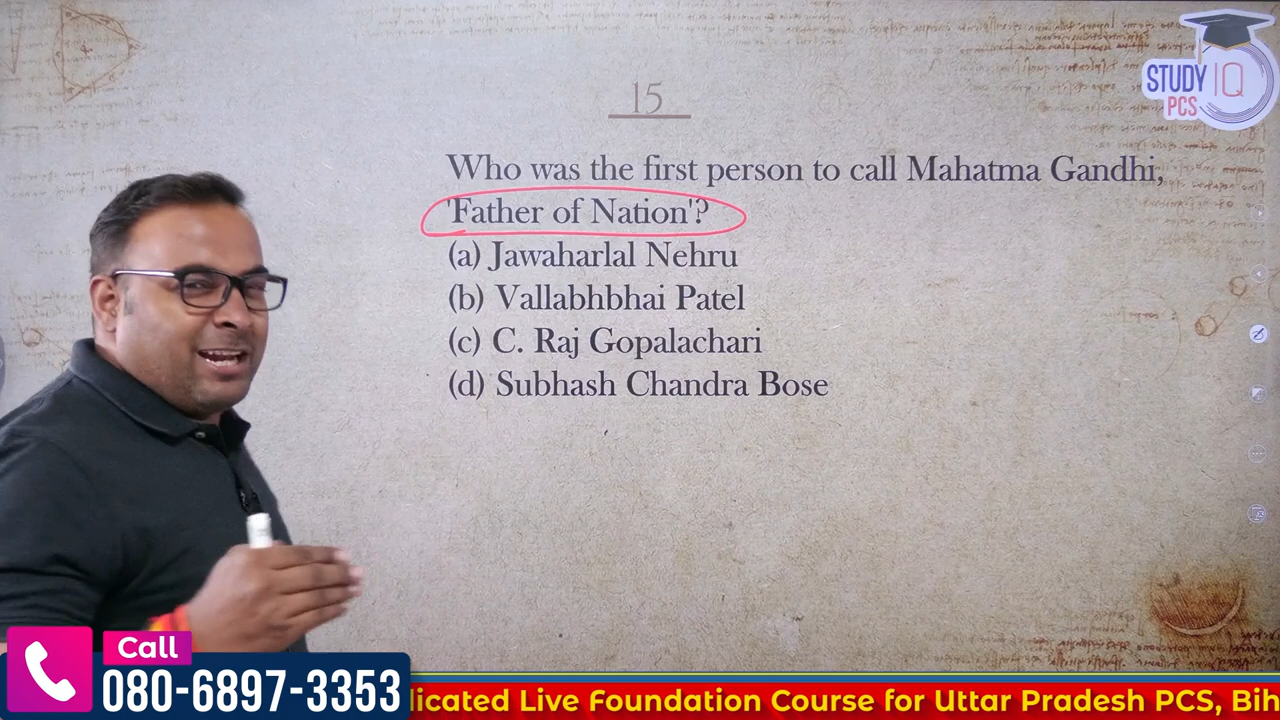 STUDY IQ
PCS
15
Who was the first person to call Mahatma Gandhi,
'Father of Nation'?
(a) Jawaharlal Nehru
(b) Vallabhbhai Patel
(c) C. Raj Gopalachari
(d) Subhash Chandra Bose
Call
080-6897-3353
licated Live Foundation Course for Uttar Pradesh PCS, Bih